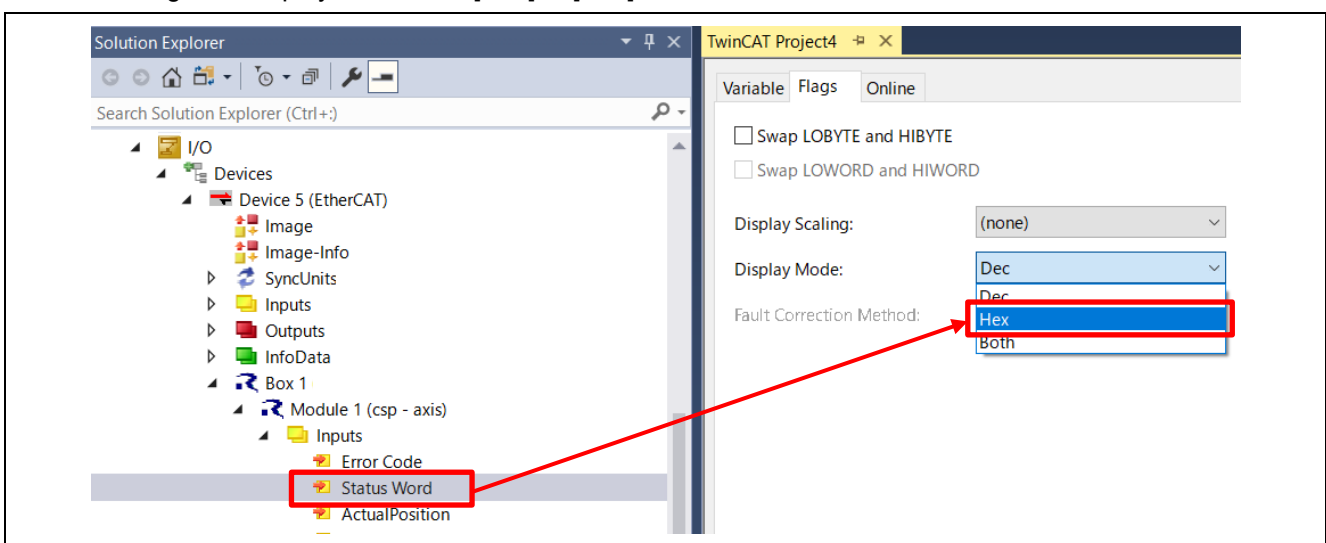 Solution Explorer
Search Solution Explorer (Ctrl+:)
I/O
Devices
Device 5 (EtherCAT)
Image
Image-Info
SyncUnits
Inputs
Outputs
InfoData
Box 1
Module 1 (csp - axis)
Inputs
Error Code
Status Word
ActualPosition
TwinCAT Project4
Variable Flags Online
Swap LOBYTE and HIBYTE
Swap LOWORD and HIWORD
Display Scaling: (none)
Display Mode: Dec
Dec
Fault Correction Method: Hex
Both